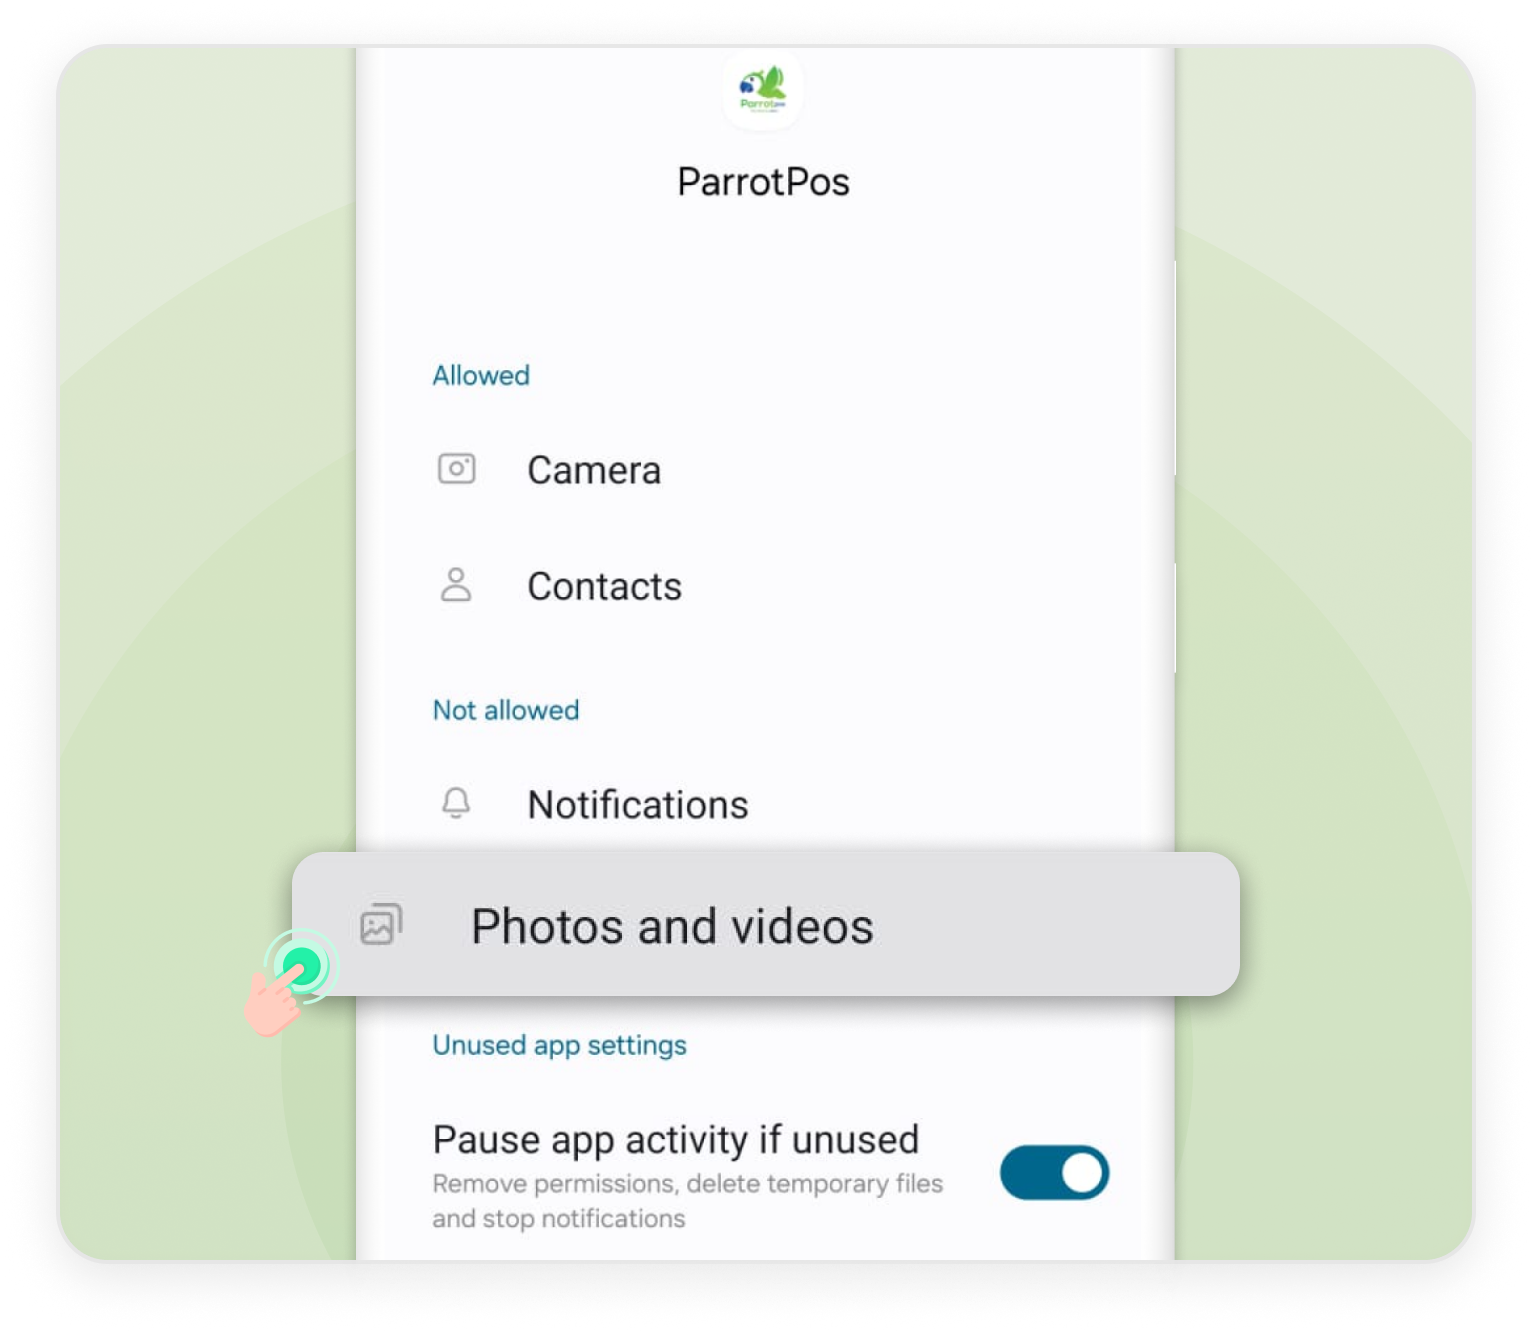 Parrotpos
ParrotPos
Allowed
Camera
Contacts
Not allowed
Notifications
Photos and videos
Unused app settings
Pause app activity if unused
Remove permissions, delete temporary files
and stop notifications